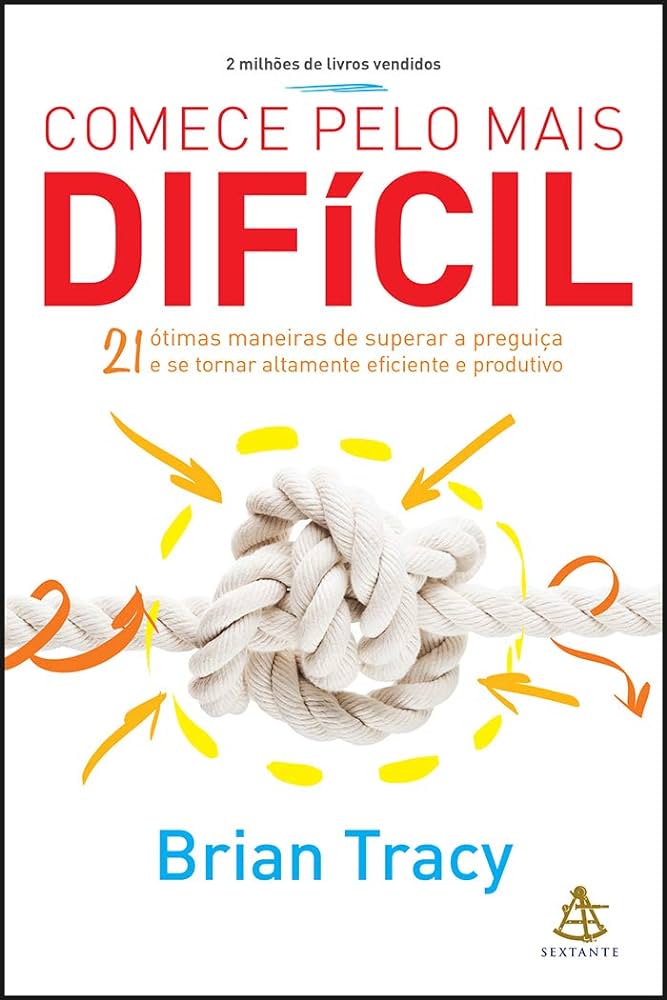 2 milhões de livros vendidos
COMECE PELO MAIS
DIFíCIL
21 ótimas maneiras de superar a preguiça
e se tornar altamente eficiente e produtivo
Brian Tracy
SEXTANTE